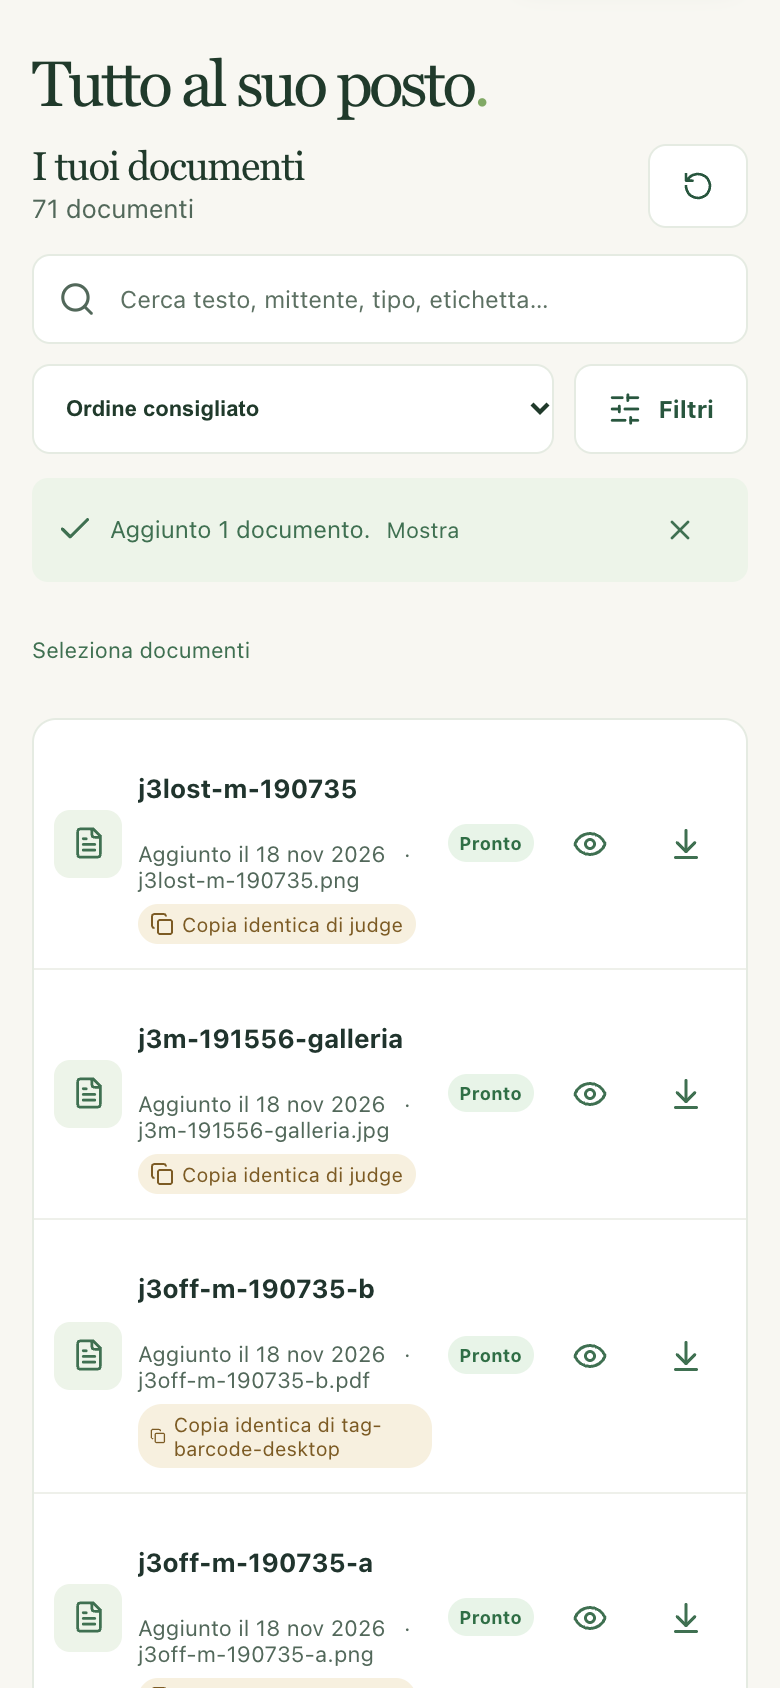 Tutto al suo posto.
I tuoi documenti
71 documenti
Cerca testo, mittente, tipo, etichetta...
Ordine consigliato
Filtri
Aggiunto 1 documento. Mostra
Seleziona documenti
j3lost-m-190735
Aggiunto il 18 nov 2026 ·
j3lost-m-190735.png
Copia identica di judge
Pronto
j3m-191556-galleria
Aggiunto il 18 nov 2026 ·
j3m-191556-galleria.jpg
Copia identica di judge
Pronto
j3off-m-190735-b
Aggiunto il 18 nov 2026 ·
j3off-m-190735-b.pdf
Copia identica di tag-
barcode-desktop
Pronto
j3off-m-190735-a
Aggiunto il 18 nov 2026 ·
j3off-m-190735-a.png
Pronto